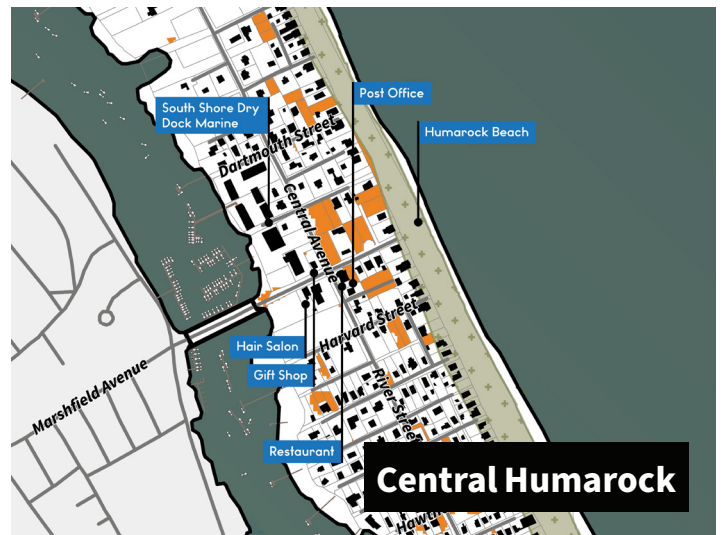 Post Office
South Shore Dry
Dock Marine
Humarock Beach
Dartmouth Street
Central Avenue
Harvard Street
Hair Salon
Gift Shop
Marshfield Avenue
River Street
Restaurant
Central Humarock